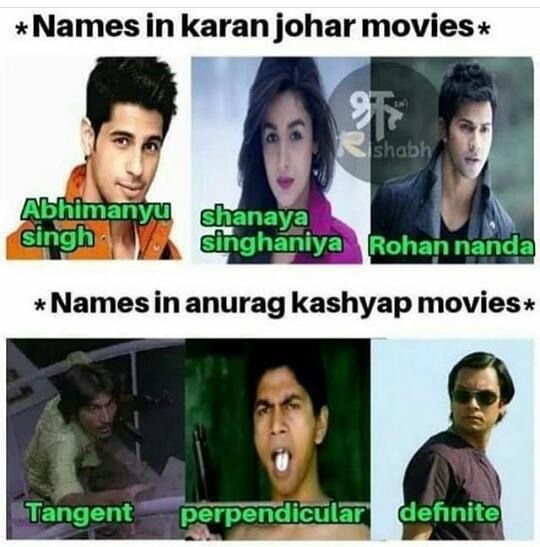 *Names in karan johar movies*
श्री
SHRI
Rishabh
Abhimanyu
singh
shanaya
singhaniya
Rohan nanda
*Names in anurag kashyap movies*
Tangent
perpendicular
definite